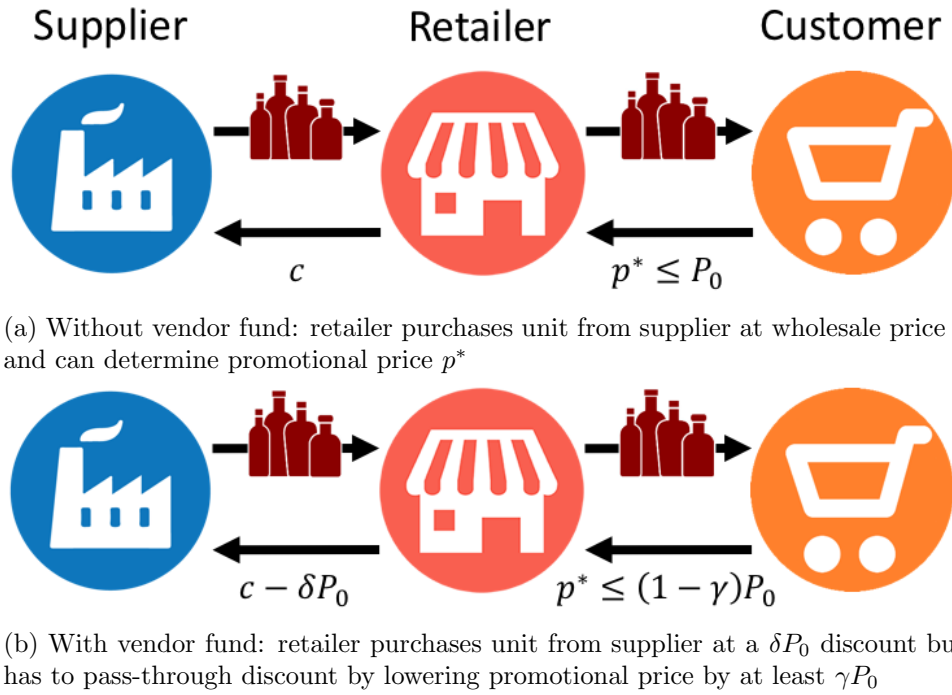 Supplier Retailer Customer
c p* ≤ P₀
(a) Without vendor fund: retailer purchases unit from supplier at wholesale price
and can determine promotional price p*
c − δP₀ p* ≤ (1 − γ)P₀
(b) With vendor fund: retailer purchases unit from supplier at a δP₀ discount bu
has to pass-through discount by lowering promotional price by at least γP₀